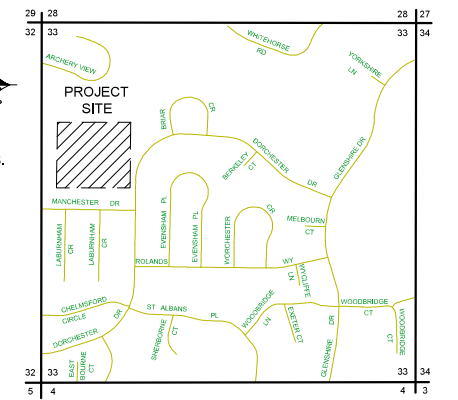 29 28
28 27
32 33
33 34
ARCHERY VIEW
WHITEHORSE
RD
YORKSHIRE
LN
PROJECT
SITE
S.
BRIAR
CR
DORCHESTER
DR
BERKELEY
CT
GLENSHIRE DR
MANCHESTER DR
LABURNHAM
CR
LABURNHAM
CR
EVENSHAM PL
EVENSHAM PL
WORCHESTER
CR
MELBOURN
CT
ROLANDS
WY
WYCLIFFE
LN
CHELMSFORD
CIRCLE
DORCHESTER
DR
ST ALBANS
PL
SHERBORNE
CT
WOODBRIDGE
LN
EXETER CT
GLENSHIRE
DR
WOODBRIDGE
CT
WOODBRIDGE
CT
EAST
BOURNE
CT
32 33
33 34
5 4
4 3